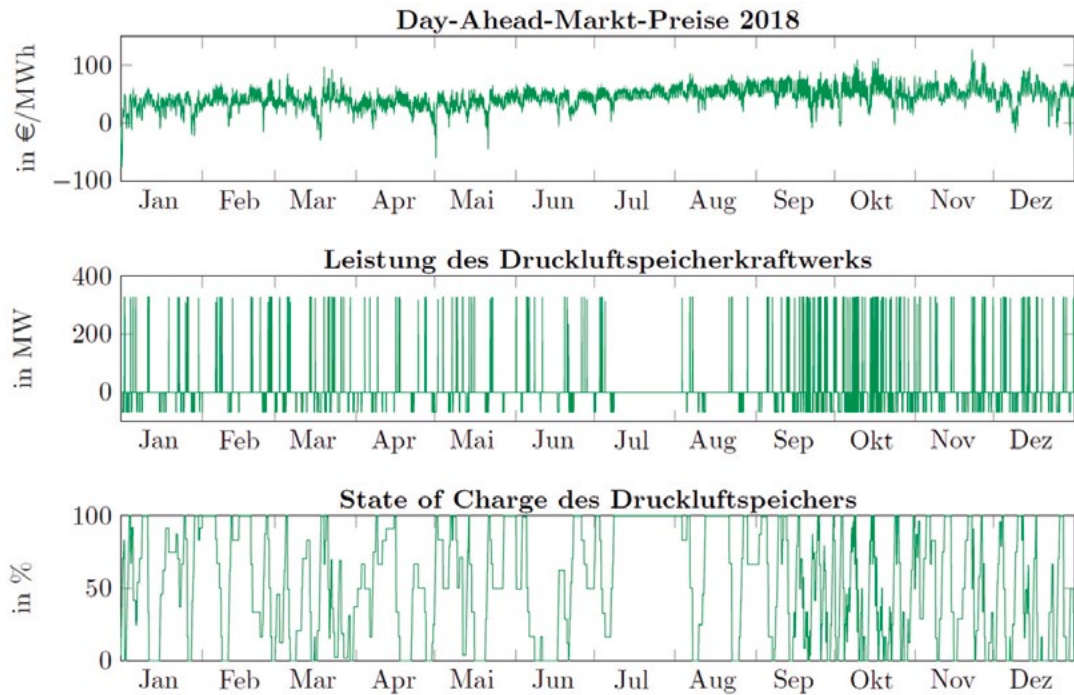 Day-Ahead-Markt-Preise 2018
in €/MWh
100
0
−100
Jan Feb Mar Apr Mai Jun Jul Aug Sep Okt Nov Dez
Leistung des Druckluftspeicherkraftwerks
in MW
400
200
0
Jan Feb Mar Apr Mai Jun Jul Aug Sep Okt Nov Dez
State of Charge des Druckluftspeichers
in %
100
50
0
Jan Feb Mar Apr Mai Jun Jul Aug Sep Okt Nov Dez